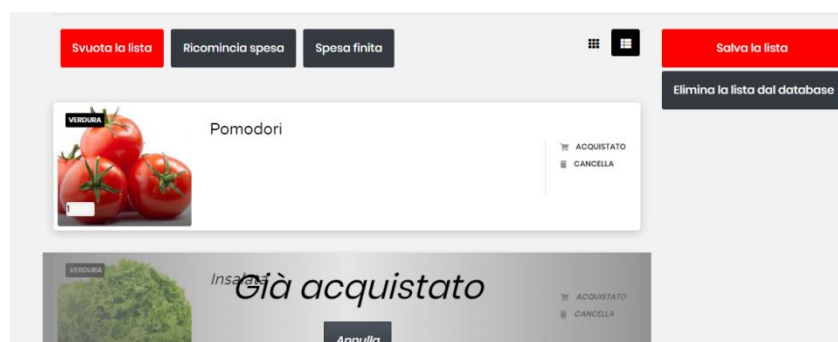 Svuota la lista
Ricomincia spesa
Spesa finita
Salva la lista
Elimina la lista dal database
VERDURA
Pomodori
1
ACQUISTATO
CANCELLA
VERDURA
Insalata
Già acquistato
ACQUISTATO
CANCELLA
Annulla